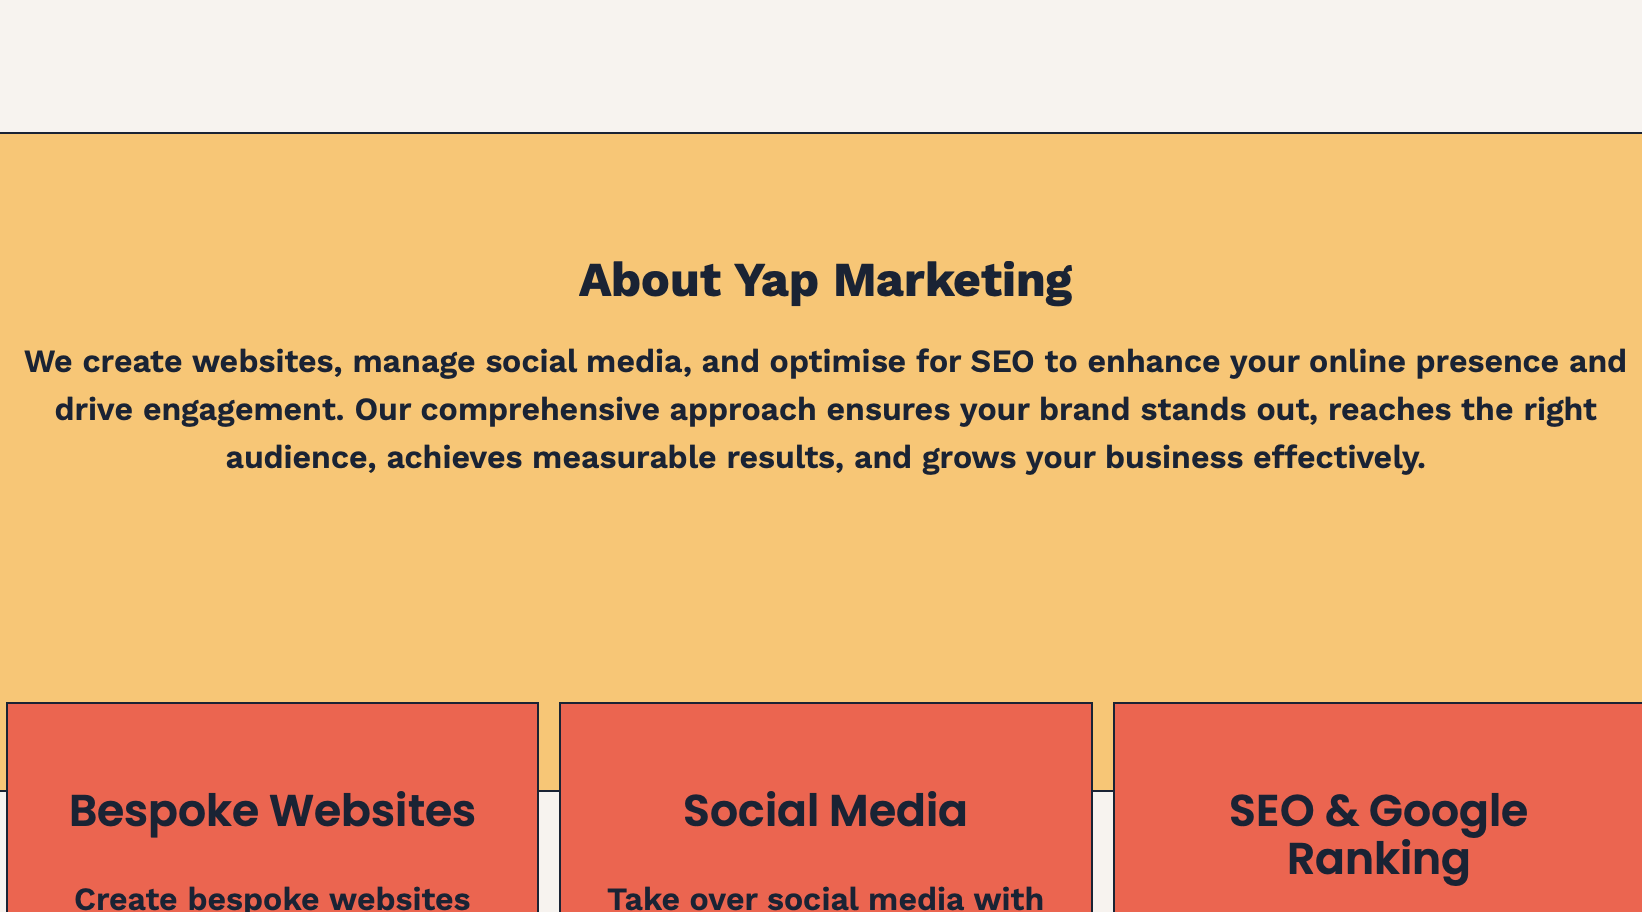 About Yap Marketing
We create websites, manage social media, and optimise for SEO to enhance your online presence and
drive engagement. Our comprehensive approach ensures your brand stands out, reaches the right
audience, achieves measurable results, and grows your business effectively.
Bespoke Websites
Create bespoke websites
Social Media
Take over social media with
SEO & Google
Ranking